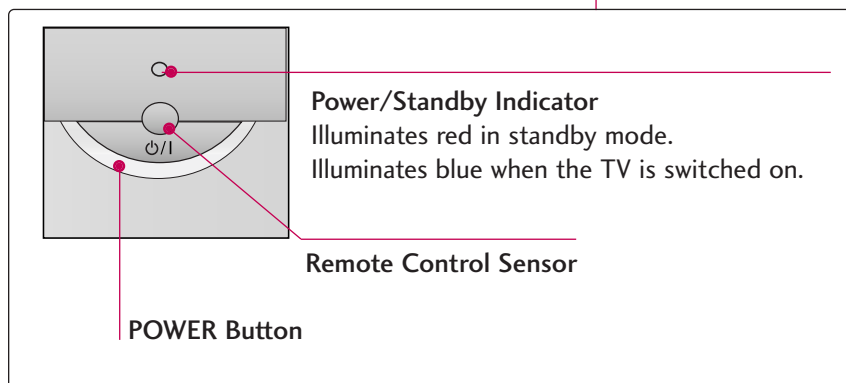 ⏻/I
Power/Standby Indicator
Illuminates red in standby mode.
Illuminates blue when the TV is switched on.
Remote Control Sensor
POWER Button